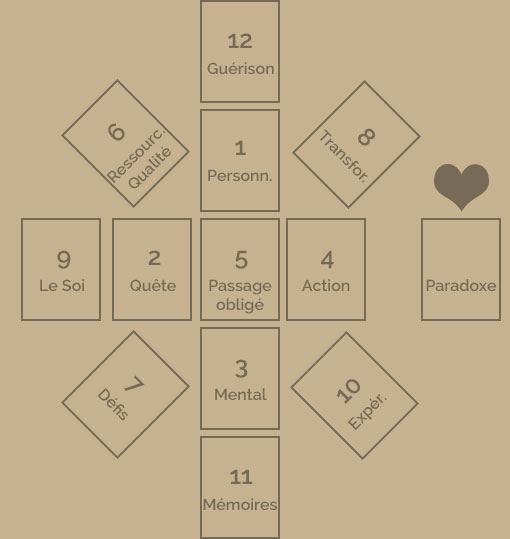 12
Guérison
6
Ressourc.
Qualité
1
Personn.
8
Transfor.
9
Le Soi
2
Quête
5
Passage
obligé
4
Action
Paradoxe
7
Défis
3
Mental
10
Expér.
11
Mémoires